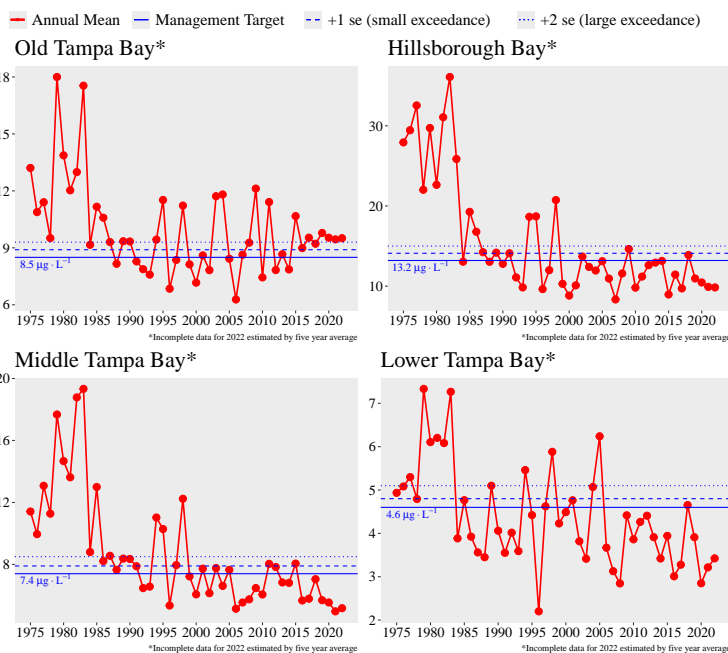 Annual Mean Management Target +1 se (small exceedance) +2 se (large exceedance)
Old Tampa Bay*
18
15
12
9
6
8.5 μg · L⁻¹
1975 1980 1985 1990 1995 2000 2005 2010 2015 2020
*Incomplete data for 2022 estimated by five year average
Hillsborough Bay*
30
20
10
13.2 μg · L⁻¹
1975 1980 1985 1990 1995 2000 2005 2010 2015 2020
*Incomplete data for 2022 estimated by five year average
Middle Tampa Bay*
20
16
12
8
7.4 μg · L⁻¹
1975 1980 1985 1990 1995 2000 2005 2010 2015 2020
*Incomplete data for 2022 estimated by five year average
Lower Tampa Bay*
7
6
5
4
3
2
4.6 μg · L⁻¹
1975 1980 1985 1990 1995 2000 2005 2010 2015 2020
*Incomplete data for 2022 estimated by five year average